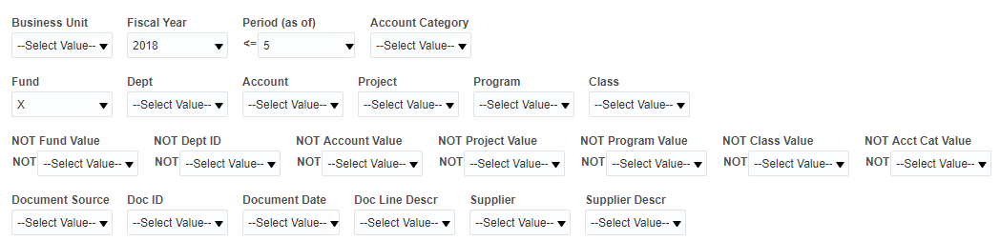 Business Unit Fiscal Year Period (as of) Account Category
--Select Value-- 2018 <= 5 --Select Value--
Fund Dept Account Project Program Class
X --Select Value-- --Select Value-- --Select Value-- --Select Value-- --Select Value--
NOT Fund Value NOT Dept ID NOT Account Value NOT Project Value NOT Program Value NOT Class Value NOT Acct Cat Value
NOT --Select Value-- NOT --Select Value-- NOT --Select Value-- NOT --Select Value-- NOT --Select Value-- NOT --Select Value-- NOT --Select Value--
Document Source Doc ID Document Date Doc Line Descr Supplier Supplier Descr
--Select Value-- --Select Value-- --Select Value-- --Select Value-- --Select Value-- --Select Value--